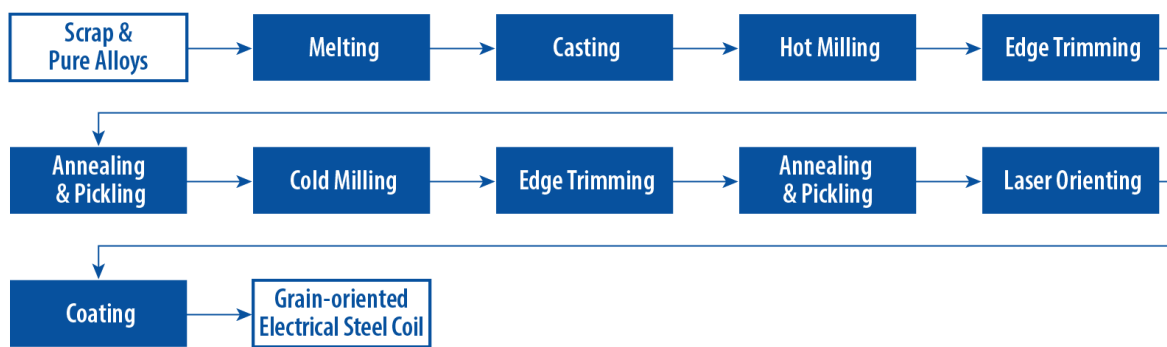 Scrap &
Pure Alloys
Melting
Casting
Hot Milling
Edge Trimming
Annealing
& Pickling
Cold Milling
Edge Trimming
Annealing
& Pickling
Laser Orienting
Coating
Grain-oriented
Electrical Steel Coil